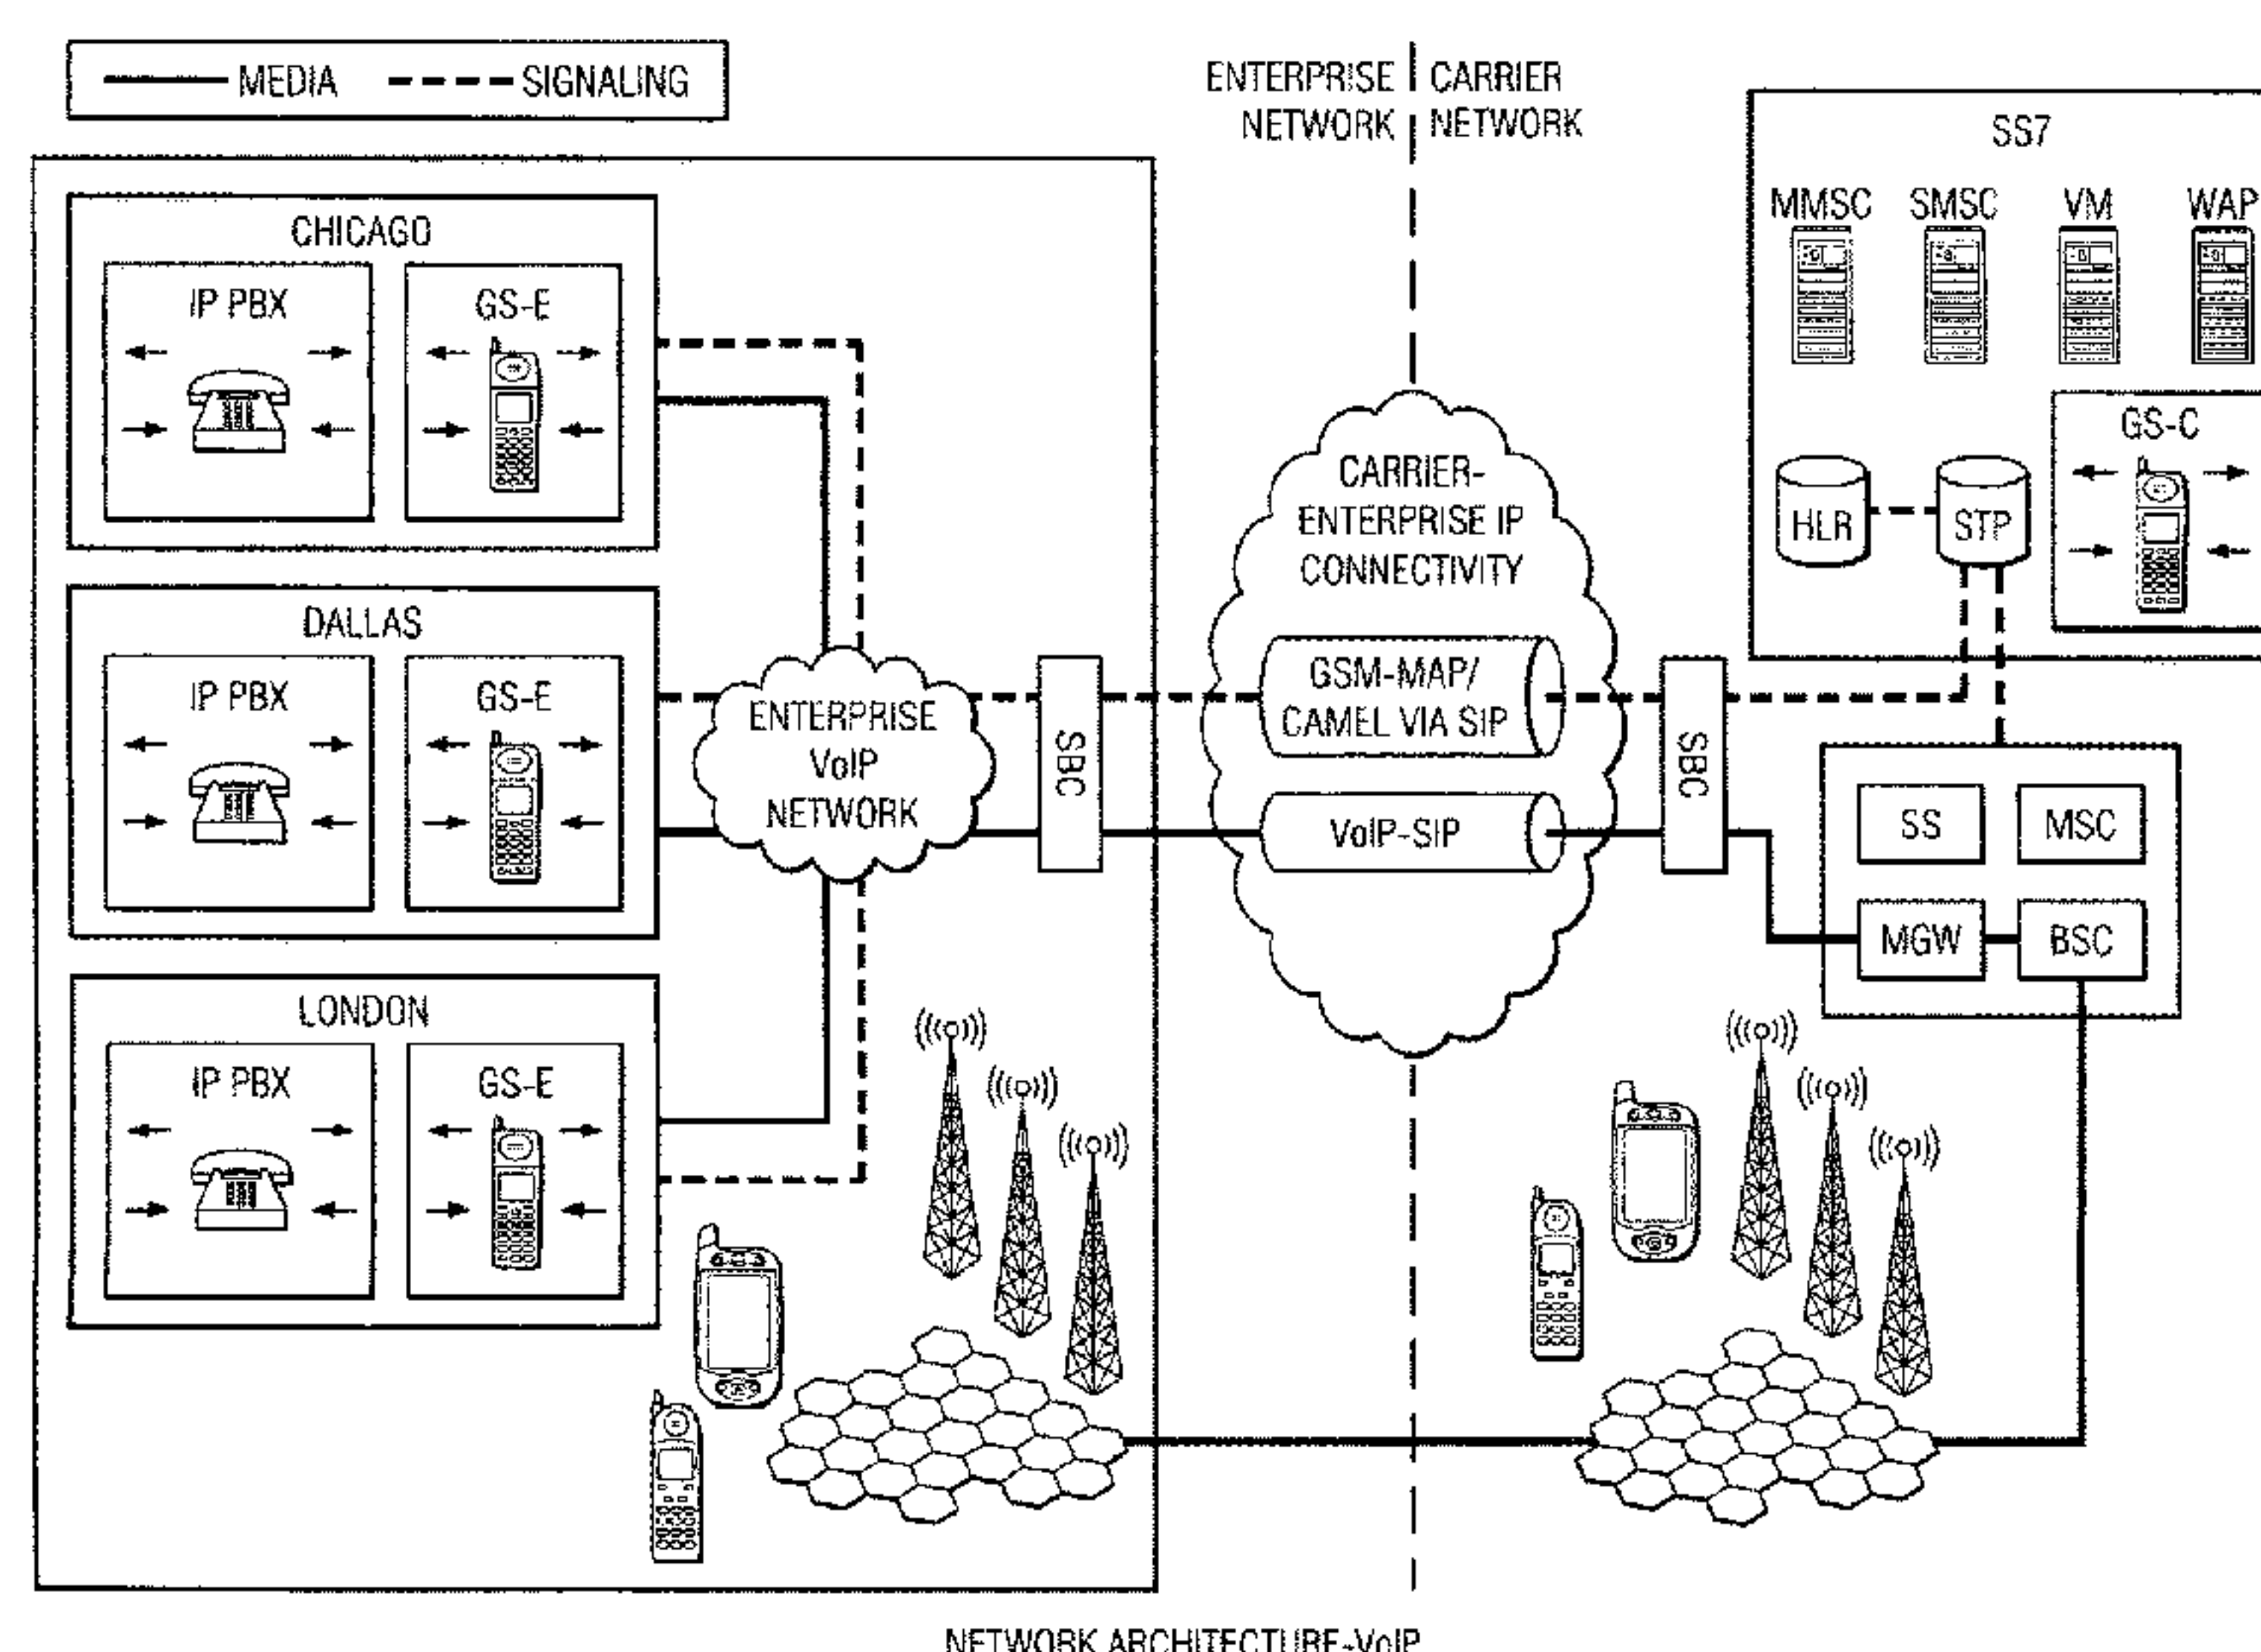 MEDIA SIGNALING
ENTERPRISE CARRIER
NETWORK NETWORK
SS7
MMSC SMSC VM WAP
CHICAGO
IP PBX GS-E
GS-C
HLR STP
CARRIER-
ENTERPRISE IP
CONNECTIVITY
DALLAS
IP PBX GS-E
ENTERPRISE
VoIP
NETWORK
SBC
GSM-MAP/
CAMEL VIA SIP
VoIP-SIP
SBC
SS MSC
MGW BSC
LONDON
IP PBX GS-E
NETWORK ARCHITECTURE-VoIP